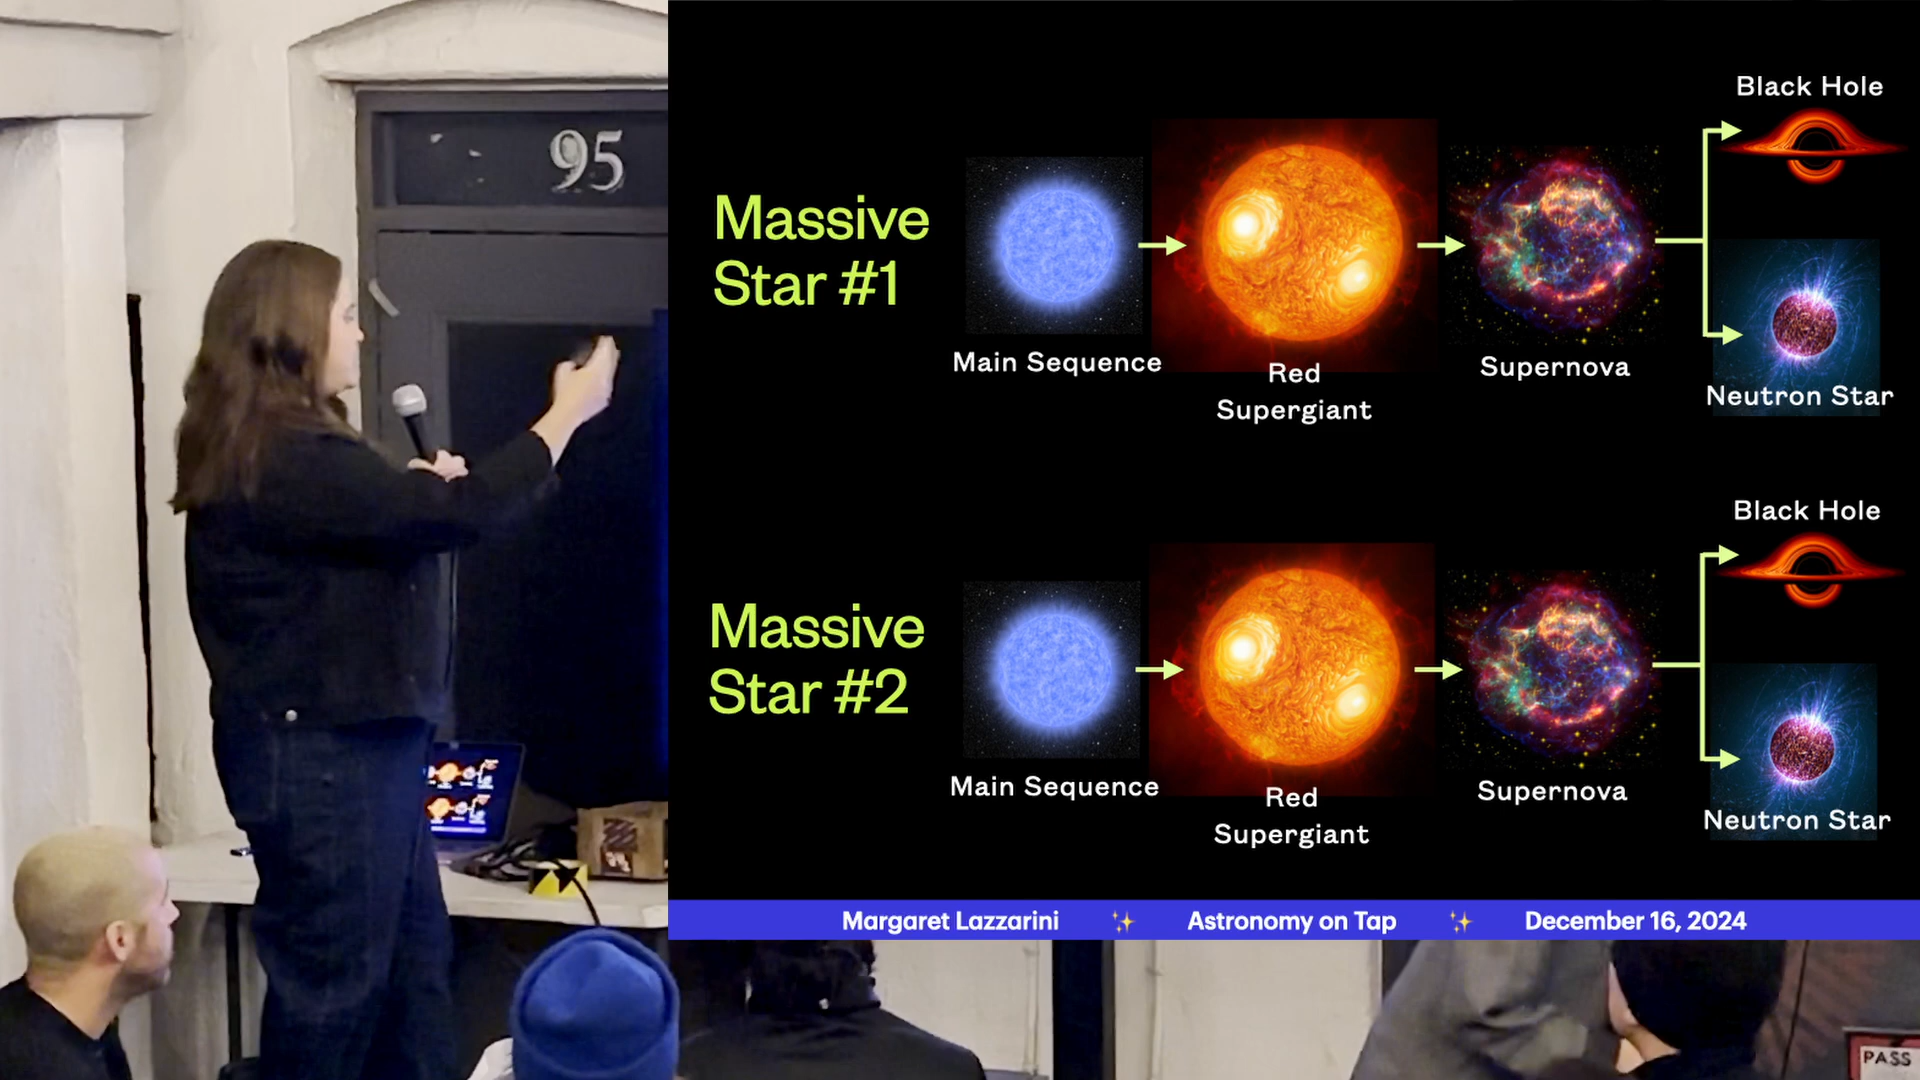 95
Massive
Star #1
Main Sequence
Red
Supergiant
Supernova
Black Hole
Neutron Star
Massive
Star #2
Main Sequence
Red
Supergiant
Supernova
Black Hole
Neutron Star
Margaret Lazzarini ✨ Astronomy on Tap ✨ December 16, 2024
PASS